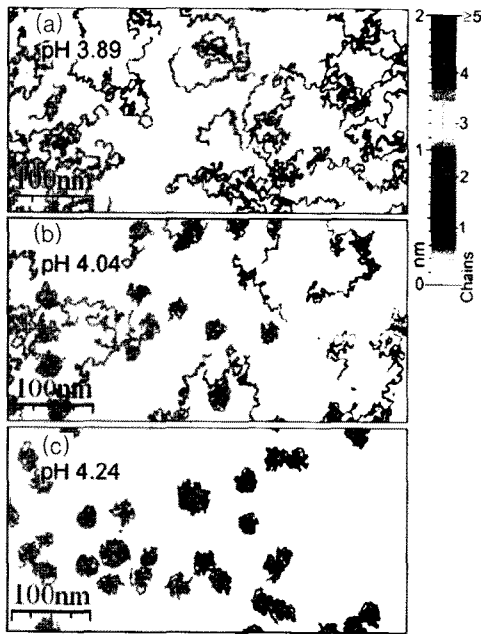 (a)
pH 3.89
100nm
(b)
pH 4.04
100nm
(c)
pH 4.24
100nm
2
1
0
nm
≥5
4
3
2
1
Chains